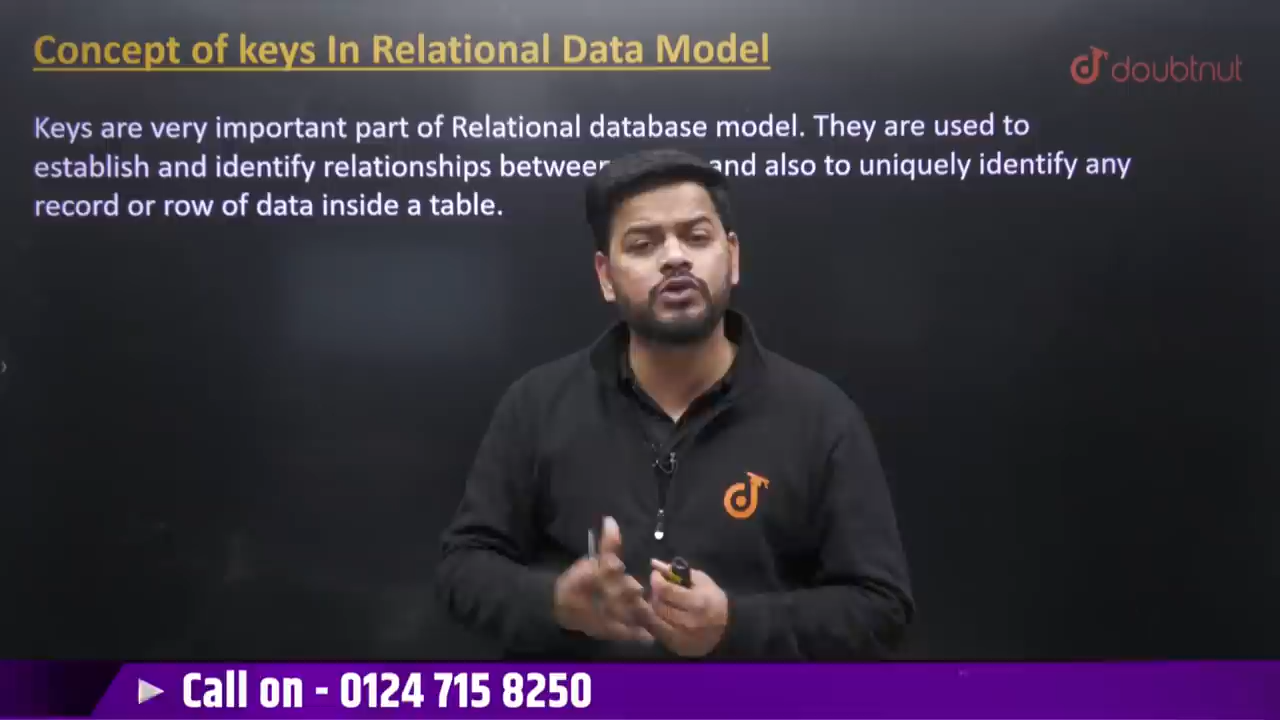 Concept of keys In Relational Data Model
doubtnut
Keys are very important part of Relational database model. They are used to
establish and identify relationships between and also to uniquely identify any
record or row of data inside a table.
Call on - 0124 715 8250